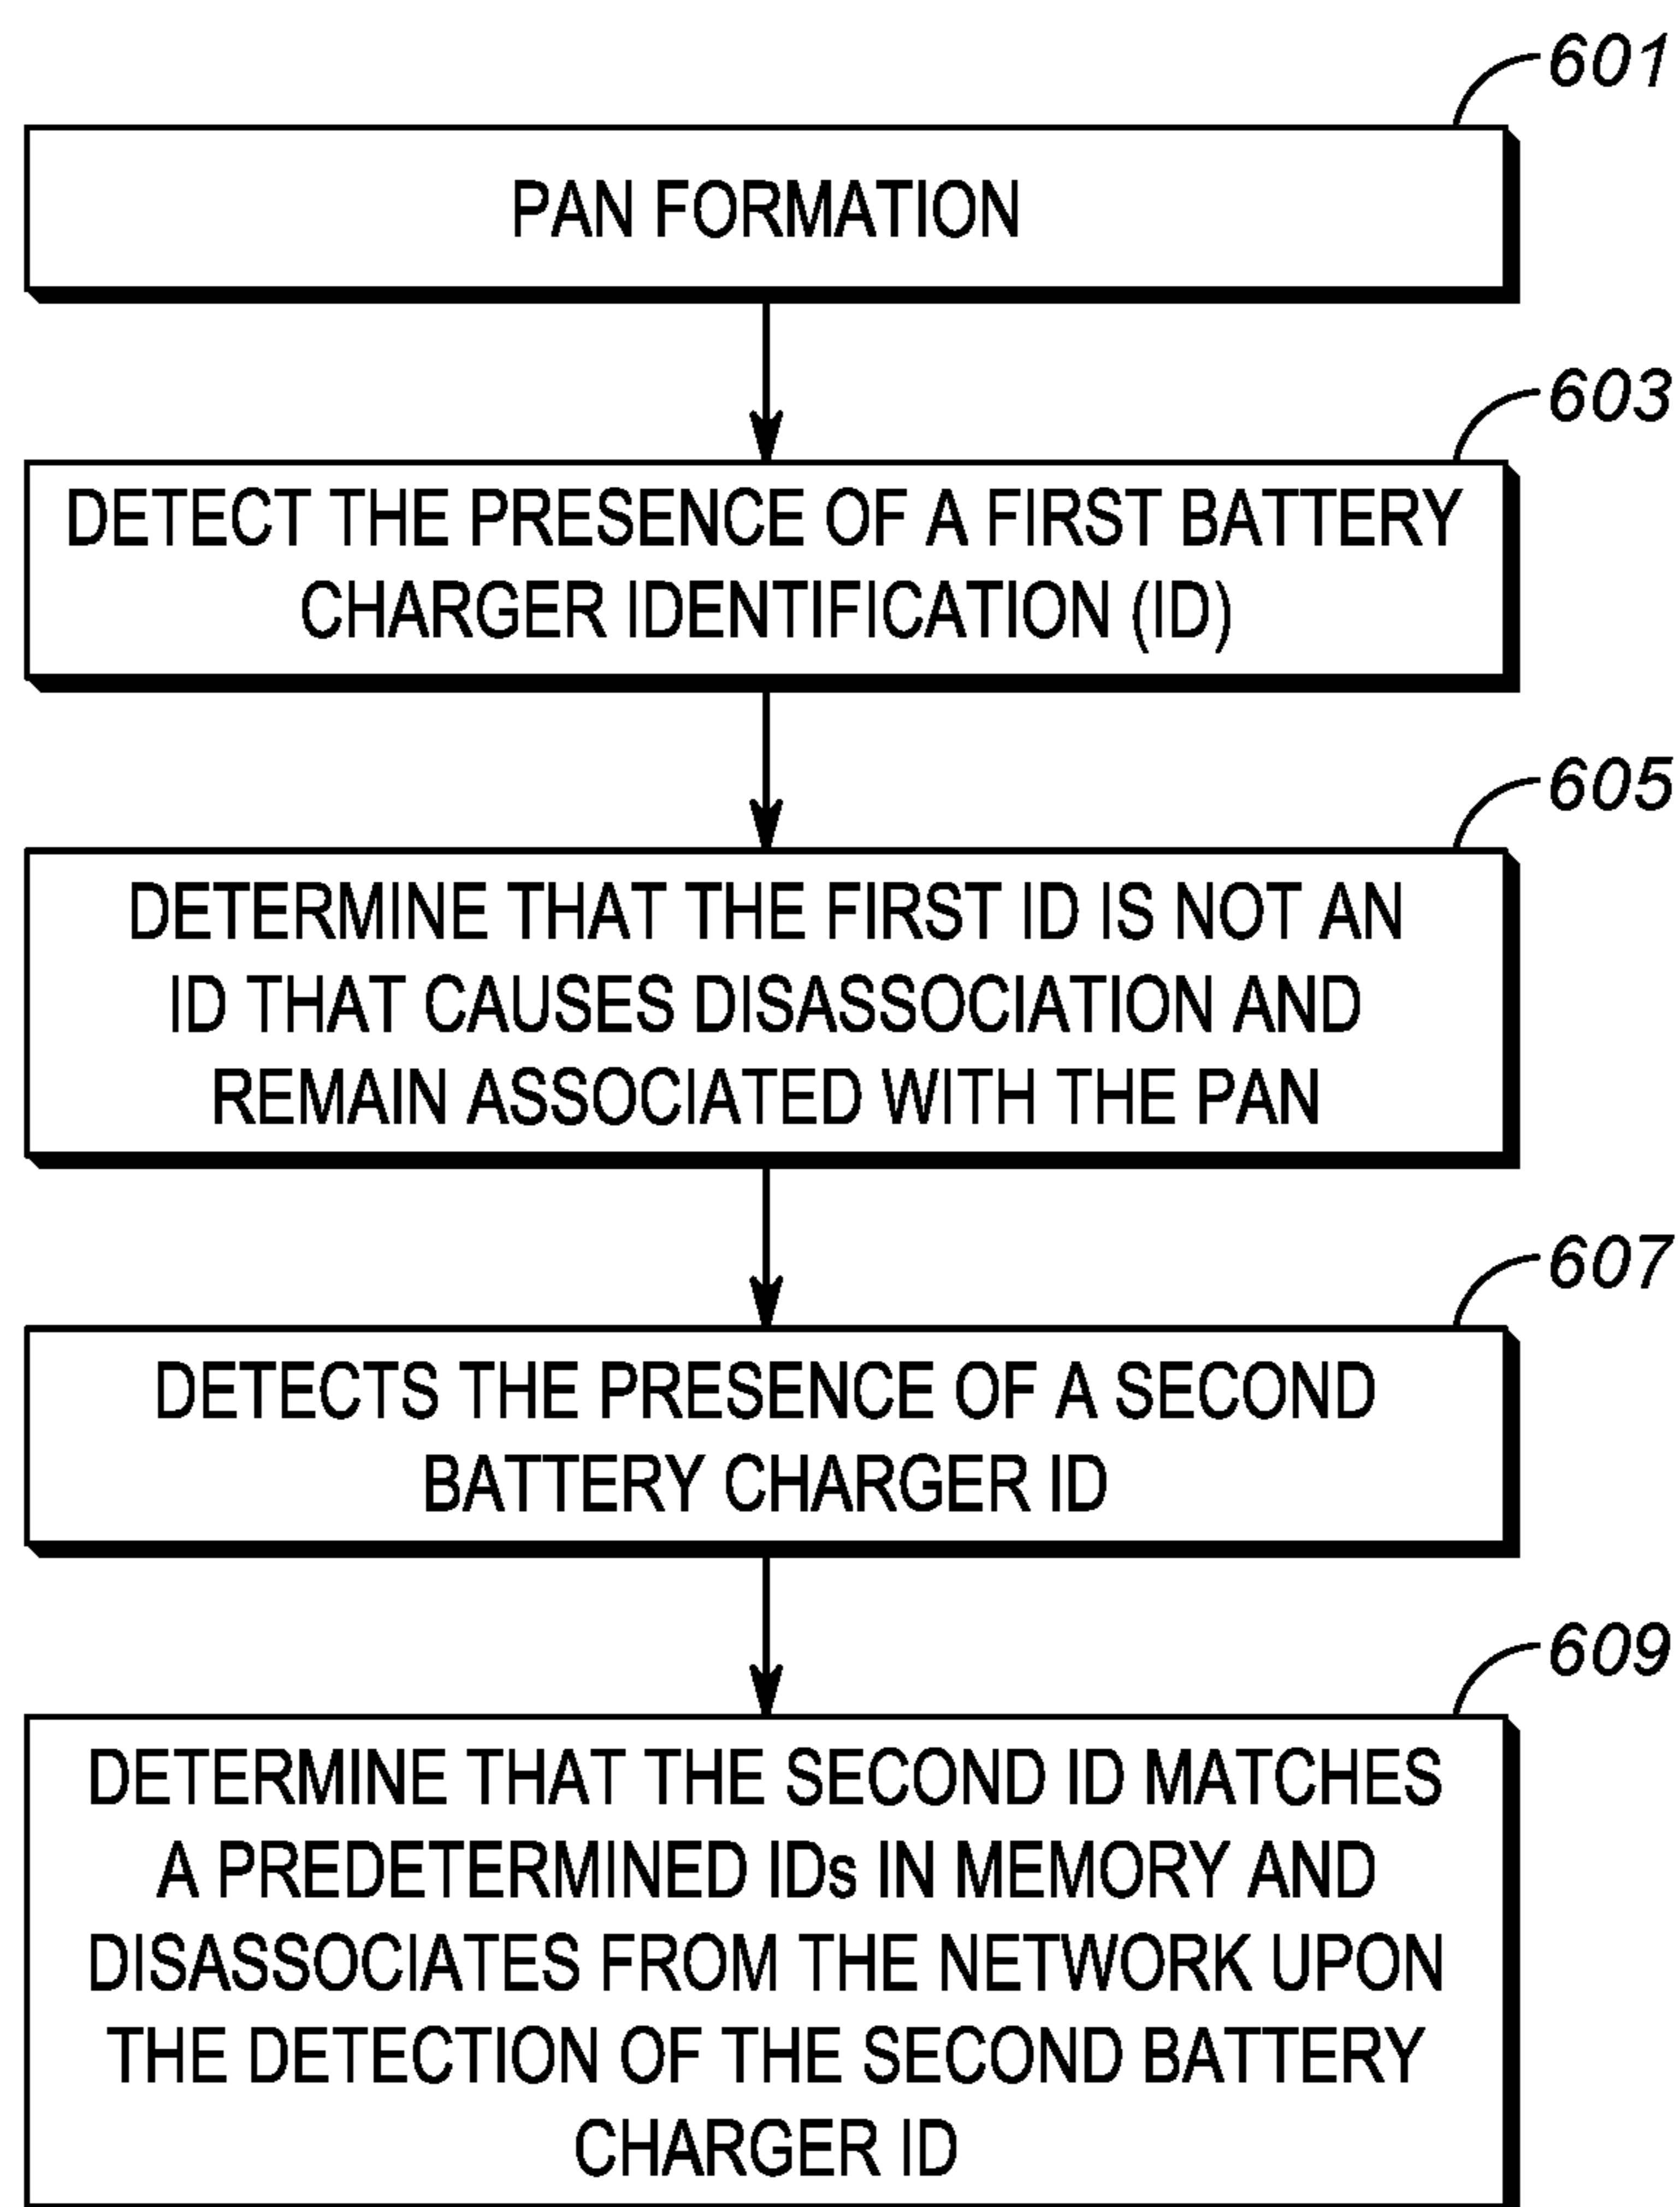 601
PAN FORMATION
603
DETECT THE PRESENCE OF A FIRST BATTERY
CHARGER IDENTIFICATION (ID)
605
DETERMINE THAT THE FIRST ID IS NOT AN
ID THAT CAUSES DISASSOCIATION AND
REMAIN ASSOCIATED WITH THE PAN
607
DETECTS THE PRESENCE OF A SECOND
BATTERY CHARGER ID
609
DETERMINE THAT THE SECOND ID MATCHES
A PREDETERMINED IDs IN MEMORY AND
DISASSOCIATES FROM THE NETWORK UPON
THE DETECTION OF THE SECOND BATTERY
CHARGER ID